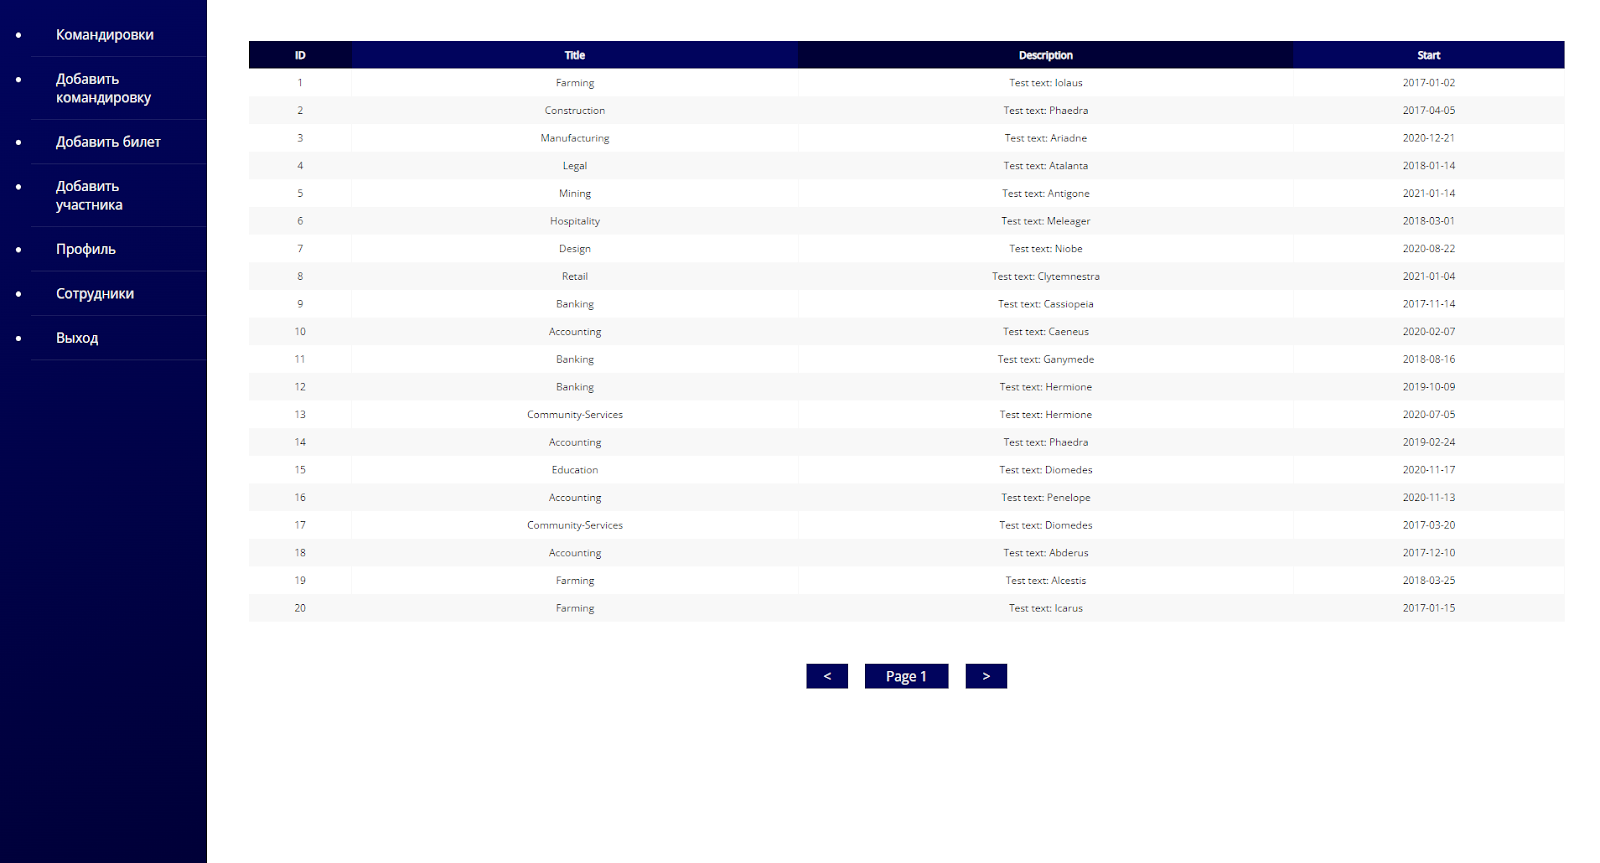 Командировки
Добавить
командировку
Добавить билет
Добавить
участника
Профиль
Сотрудники
Выход
ID Title Description Start
1 Farming Test text: Iolaus 2017-01-02
2 Construction Test text: Phaedra 2017-04-05
3 Manufacturing Test text: Ariadne 2020-12-21
4 Legal Test text: Atalanta 2018-01-14
5 Mining Test text: Antigone 2021-01-14
6 Hospitality Test text: Meleager 2018-03-01
7 Design Test text: Niobe 2020-08-22
8 Retail Test text: Clytemnestra 2021-01-04
9 Banking Test text: Cassiopeia 2017-11-14
10 Accounting Test text: Caeneus 2020-02-07
11 Banking Test text: Ganymede 2018-08-16
12 Banking Test text: Hermione 2019-10-09
13 Community-Services Test text: Hermione 2020-07-05
14 Accounting Test text: Phaedra 2019-02-24
15 Education Test text: Diomedes 2020-11-17
16 Accounting Test text: Penelope 2020-11-13
17 Community-Services Test text: Diomedes 2017-03-20
18 Accounting Test text: Abderus 2017-12-10
19 Farming Test text: Alcestis 2018-03-25
20 Farming Test text: Icarus 2017-01-15
< Page 1 >